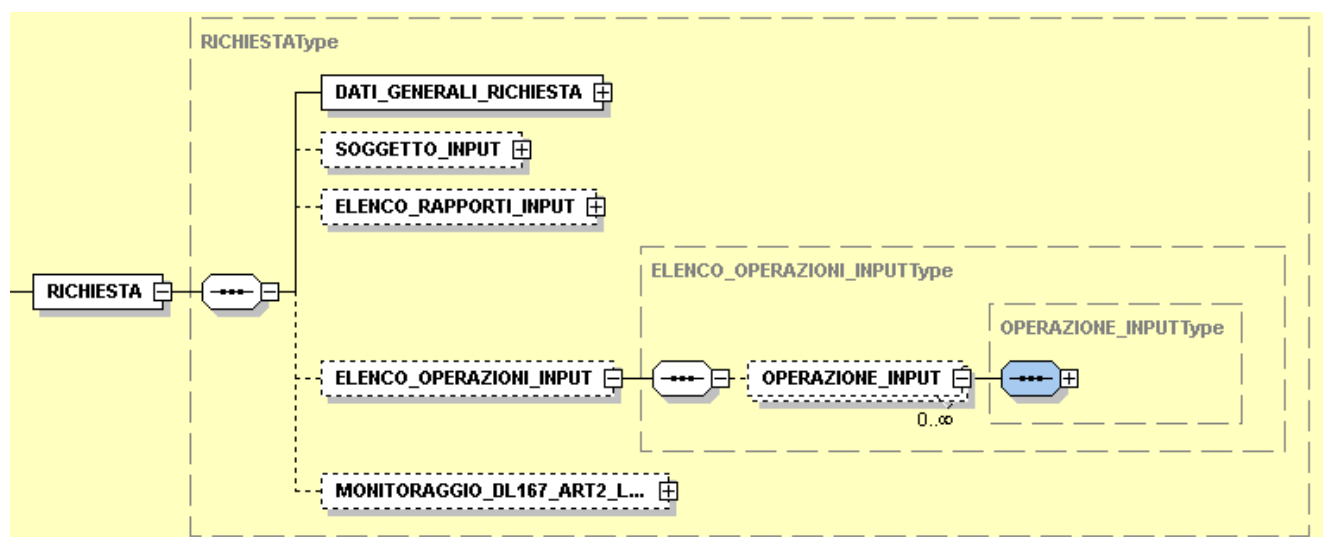 RICHIESTAType
DATI_GENERALI_RICHIESTA
SOGGETTO_INPUT
ELENCO_RAPPORTI_INPUT
ELENCO_OPERAZIONI_INPUTType
OPERAZIONE_INPUTType
RICHIESTA
ELENCO_OPERAZIONI_INPUT
OPERAZIONE_INPUT
0..∞
MONITORAGGIO_DL167_ART2_L...